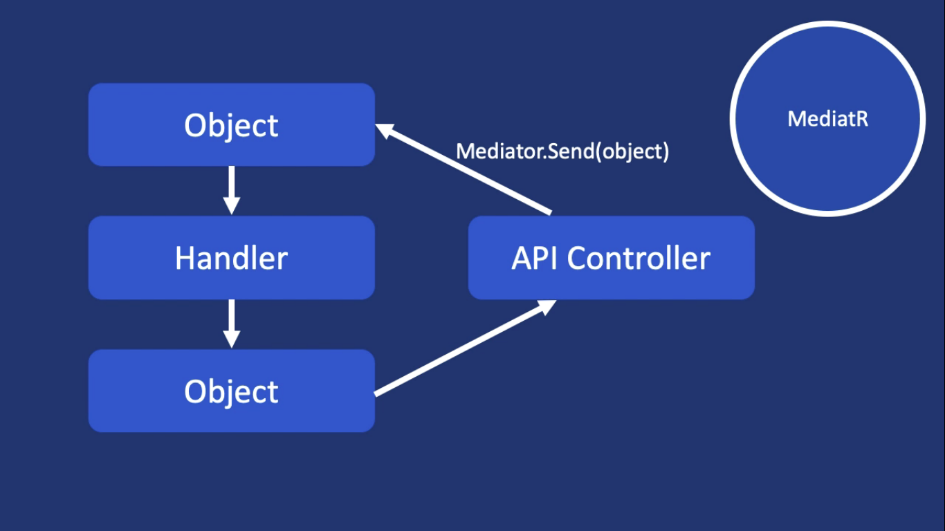 MediatR
Object
Mediator.Send(object)
Handler
API Controller
Object